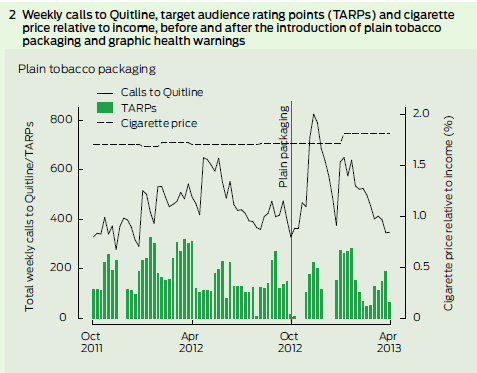 2 Weekly calls to Quitline, target audience rating points (TARPs) and cigarette
price relative to income, before and after the introduction of plain tobacco
packaging and graphic health warnings
Plain tobacco packaging
Calls to Quitline
TARPs
Cigarette price
Total weekly calls to Quitline/TARPs
800
600
400
200
0
Plain packaging
2.0
1.5
1.0
0.5
0
Cigarette price relative to income (%)
Oct
2011
Apr
2012
Oct
2012
Apr
2013